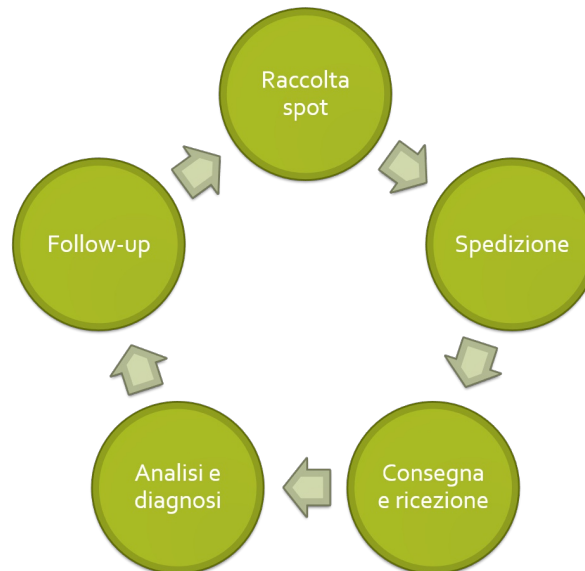 Raccolta
spot
Spedizione
Consegna
e ricezione
Analisi e
diagnosi
Follow-up